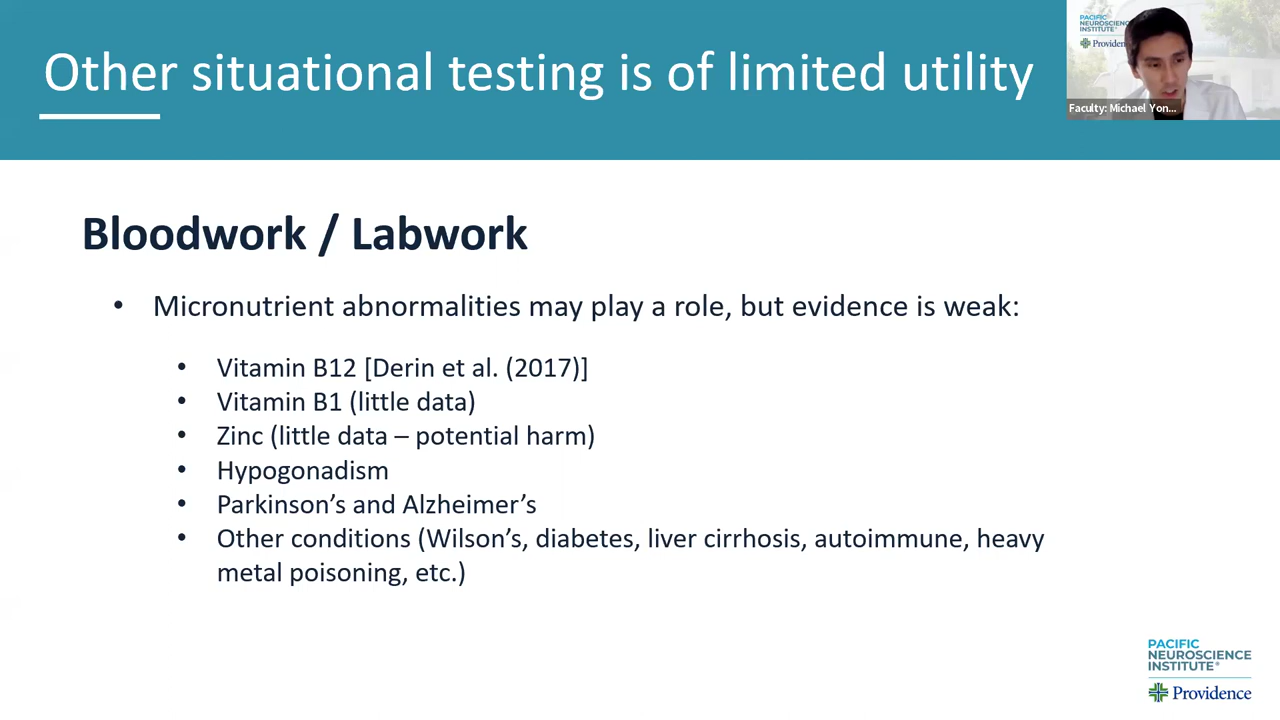 Other situational testing is of limited utility
PACIFIC
NEUROSCIENCE
INSTITUTE
Providen
Faculty: Michael Yon...
Bloodwork / Labwork
• Micronutrient abnormalities may play a role, but evidence is weak:
• Vitamin B12 [Derin et al. (2017)]
• Vitamin B1 (little data)
• Zinc (little data – potential harm)
• Hypogonadism
• Parkinson’s and Alzheimer’s
• Other conditions (Wilson’s, diabetes, liver cirrhosis, autoimmune, heavy
metal poisoning, etc.)
PACIFIC
NEUROSCIENCE
INSTITUTE®
Providence